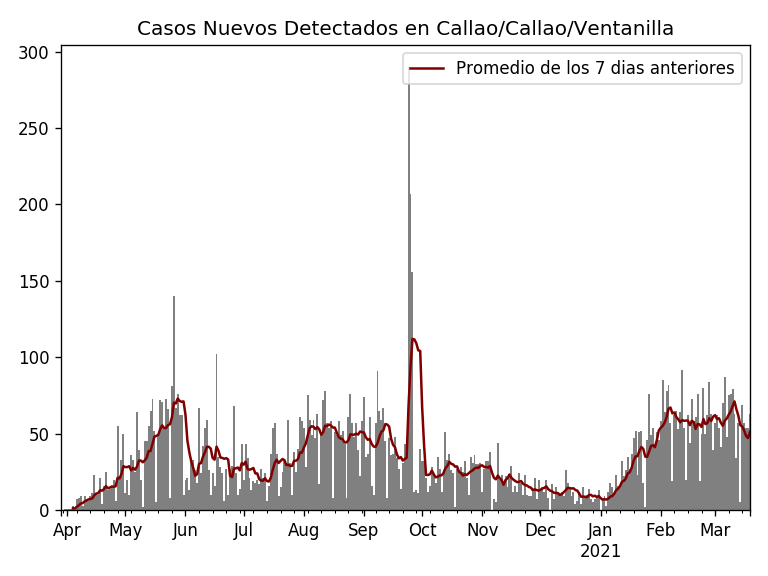 Casos Nuevos Detectados en Callao/Callao/Ventanilla
Promedio de los 7 dias anteriores
300
250
200
150
100
50
0
Apr May Jun Jul Aug Sep Oct Nov Dec Jan Feb Mar
2021